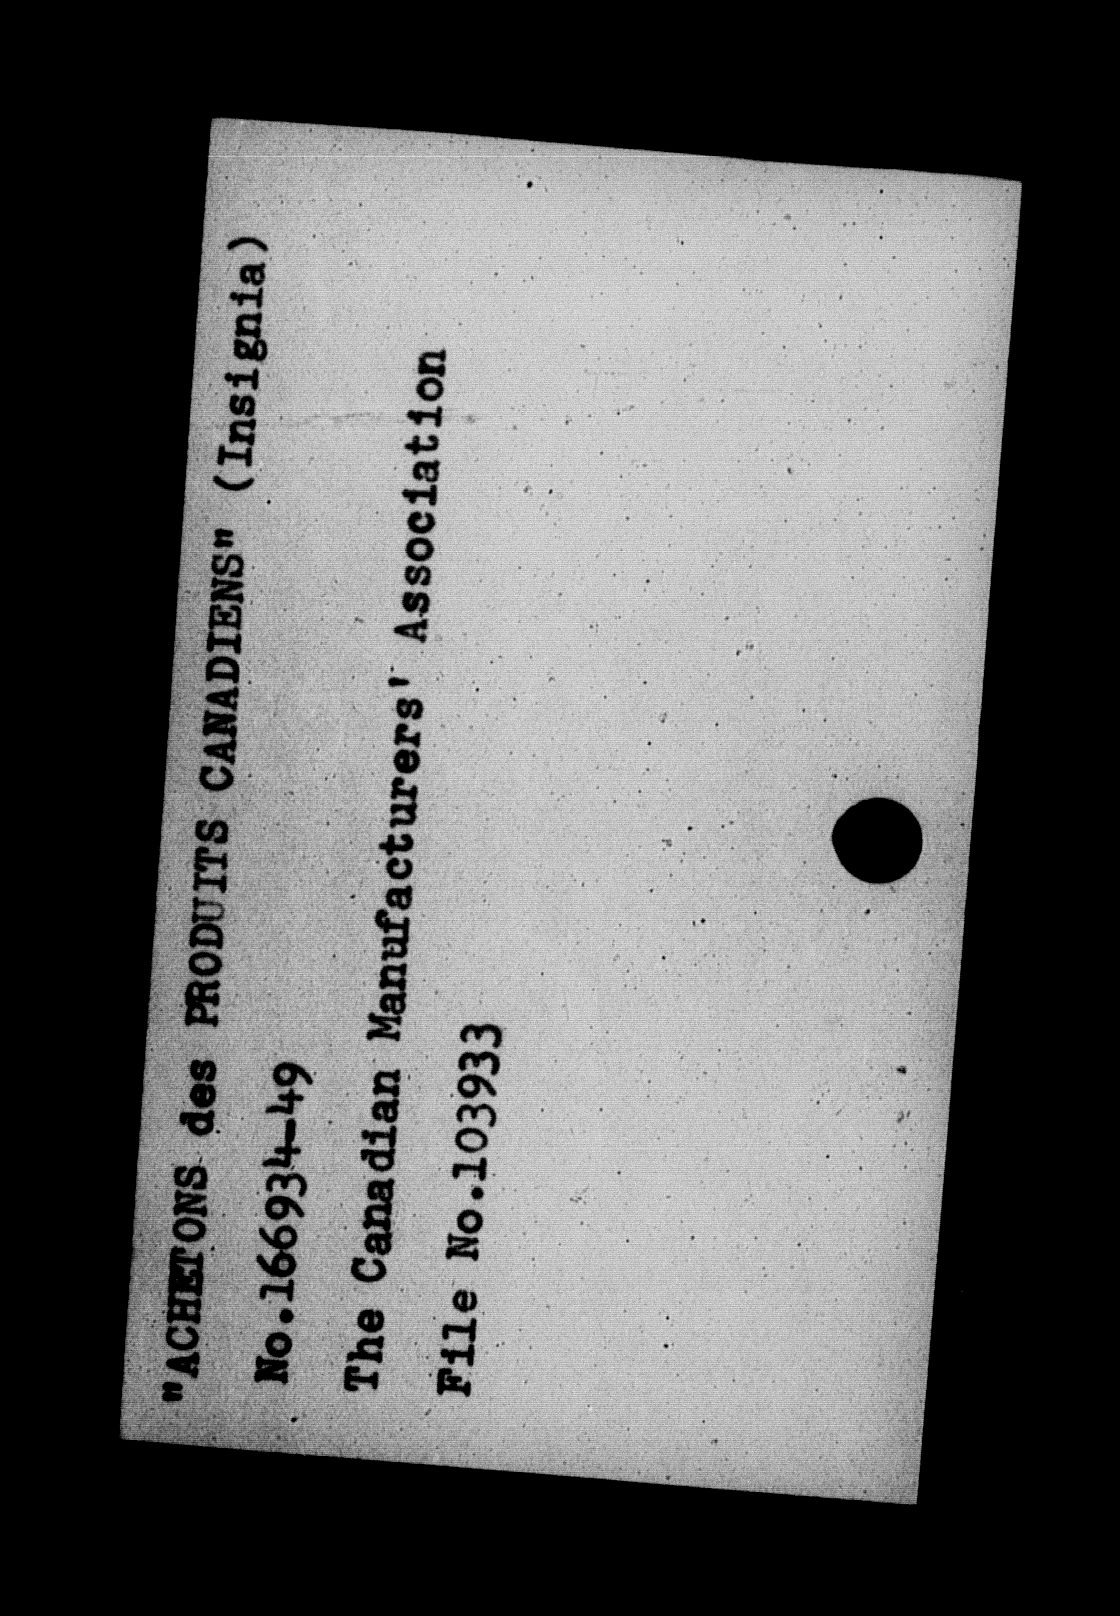 "ACHETONS des PRODUITS CANADIENS" (Insignia)
No.166934-49
The Canadian Manufacturers' Association
File No.103933